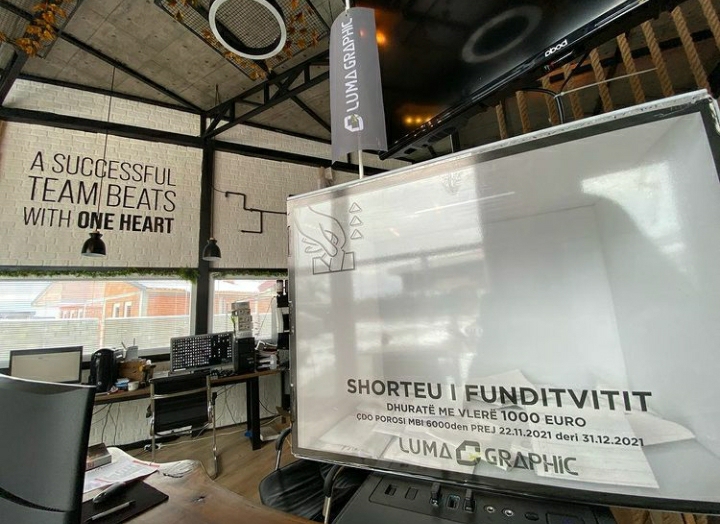 A SUCCESSFUL
TEAM BEATS
WITH ONE HEART
LUMA GRAPHIC
SHORTEU I FUNDITVITIT
DHURATË ME VLERË 1000 EURO
ÇDO POROSI MBI 6000den PREJ 22.11.2021 deri 31.12.2021
LUMA GRAPHIC